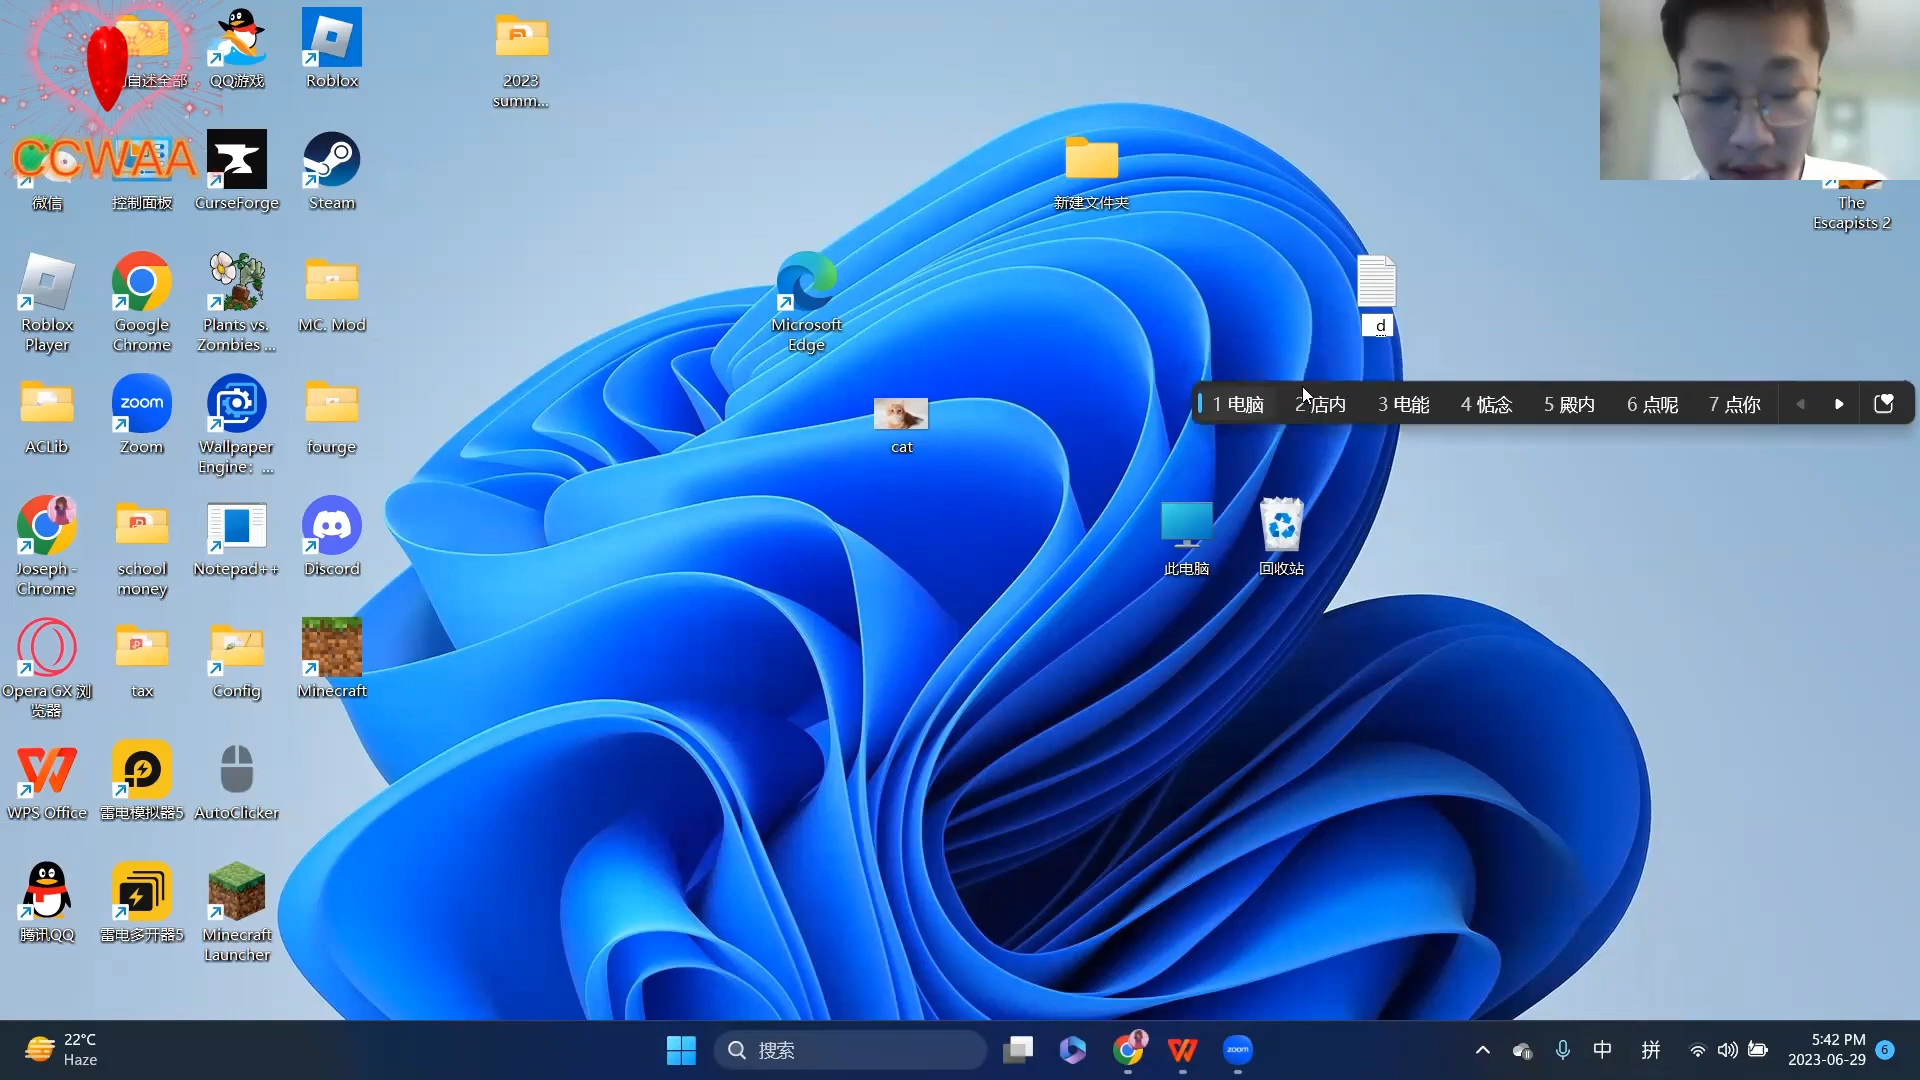 自述全部
QQ游戏
Roblox
2023
summ...
CCWAA
微信
控制面板
CurseForge
Steam
新建文件夹
The
Escapists 2
Roblox
Player
Google
Chrome
Plants vs.
Zombies ...
MC. Mod
Microsoft
Edge
d
1 电脑 2 店内 3 电能 4 惦念 5 殿内 6 点呢 7 点你
ACLib
zoom
Zoom
Wallpaper
Engine: ...
fourge
cat
Joseph -
Chrome
school
money
Notepad++
Discord
此电脑
回收站
Opera GX 浏
览器
tax
Config
Minecraft
WPS Office
雷电模拟器5
AutoClicker
腾讯QQ
雷电多开器5
Minecraft
Launcher
22°C
Haze
搜索
zoom
中
拼
5:42 PM
2023-06-29
6